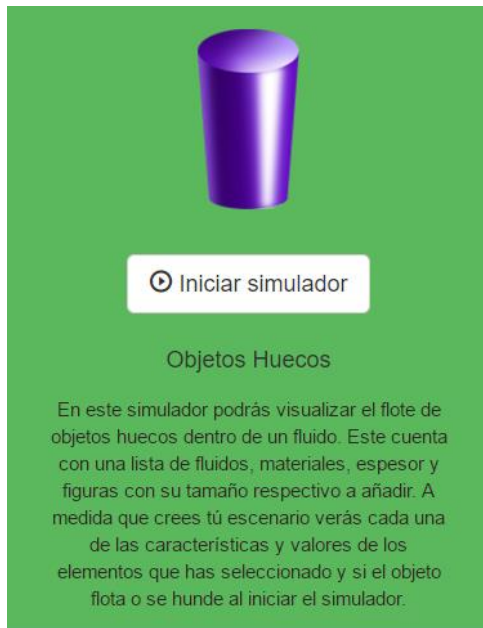 Iniciar simulador
Objetos Huecos
En este simulador podrás visualizar el flote de
objetos huecos dentro de un fluido. Este cuenta
con una lista de fluidos, materiales, espesor y
figuras con su tamaño respectivo a añadir. A
medida que crees tú escenario verás cada una
de las características y valores de los
elementos que has seleccionado y si el objeto
flota o se hunde al iniciar el simulador.